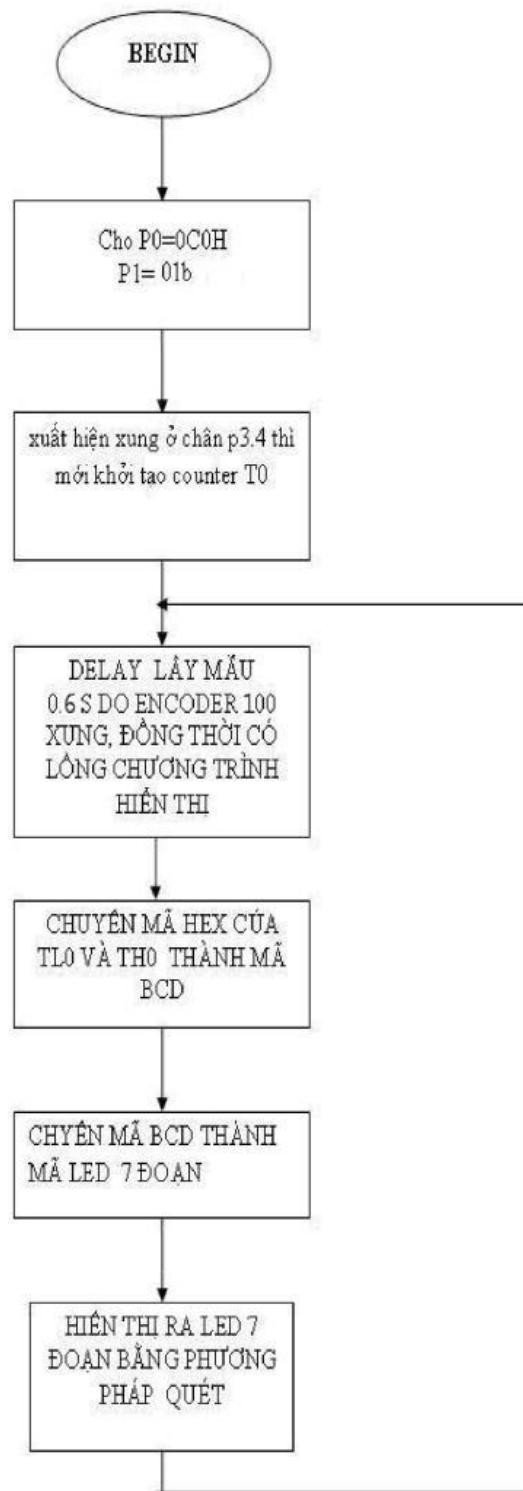 BEGIN
Cho P0=0C0H
P1= 01b
xuất hiện xung ở chân p3.4 thì
mới khởi tạo counter T0
DELAY LẤY MẪU
0.6 S DO ENCODER 100
XUNG, ĐỒNG THỜI CÓ
LỒNG CHƯƠNG TRÌNH
HIỂN THỊ
CHUYỂN MÃ HEX CỦA
TL0 VÀ TH0 THÀNH MÃ
BCD
CHYỂN MÃ BCD THÀNH
MÃ LED 7 ĐOẠN
HIỂN THỊ RA LED 7
ĐOẠN BẰNG PHƯƠNG
PHÁP QUÉT